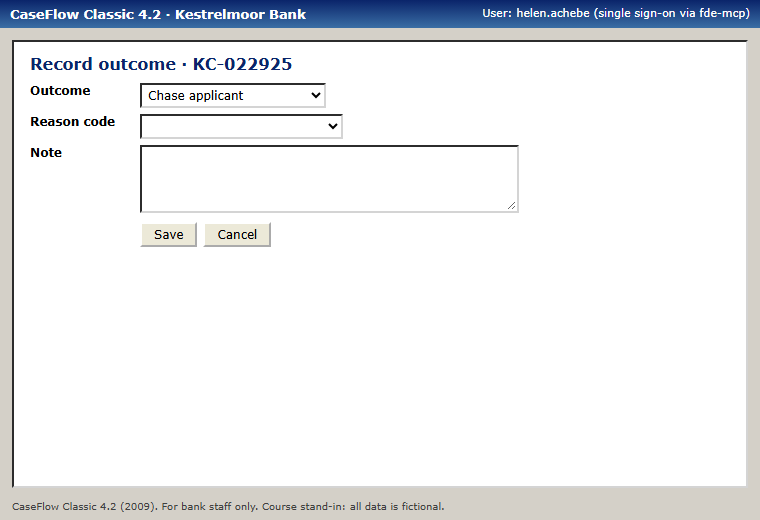 CaseFlow Classic 4.2 · Kestrelmoor Bank
User: helen.achebe (single sign-on via fde-mcp)
Record outcome · KC-022925
Outcome
Chase applicant
Reason code
Note
Save
Cancel
CaseFlow Classic 4.2 (2009). For bank staff only. Course stand-in: all data is fictional.